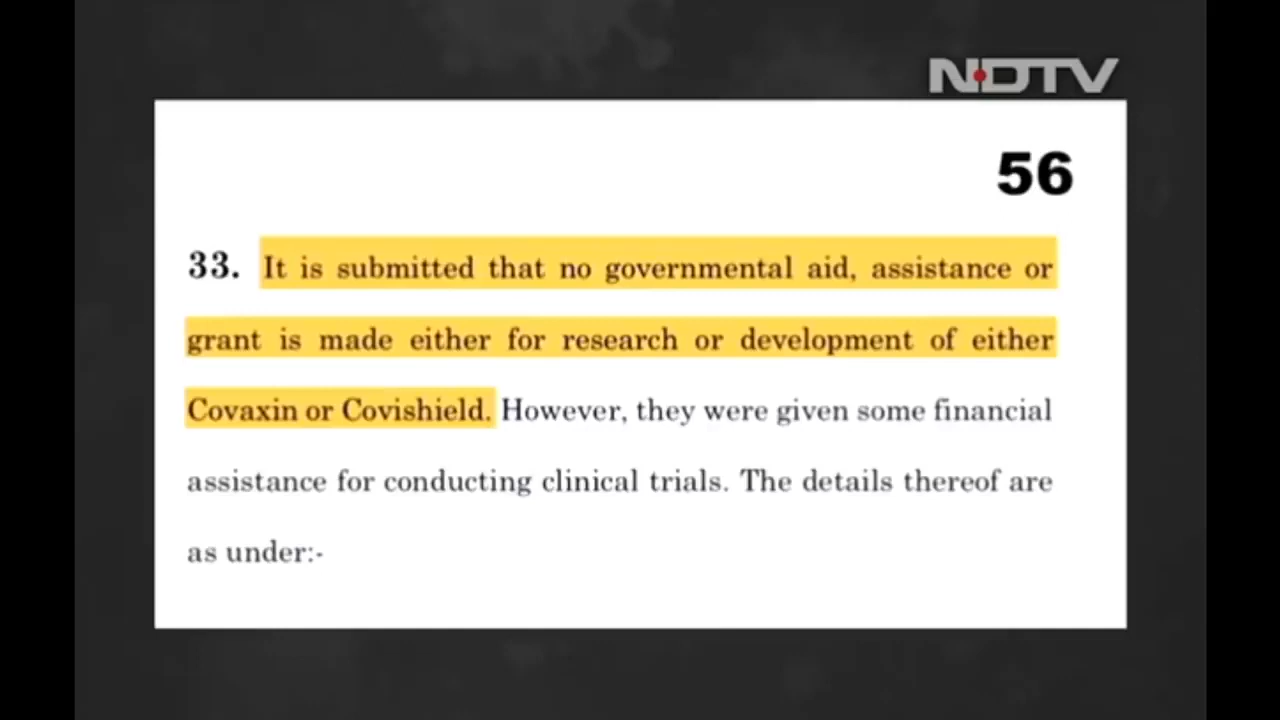 NDTV
56
33. It is submitted that no governmental aid, assistance or
grant is made either for research or development of either
Covaxin or Covishield. However, they were given some financial
assistance for conducting clinical trials. The details thereof are
as under:-